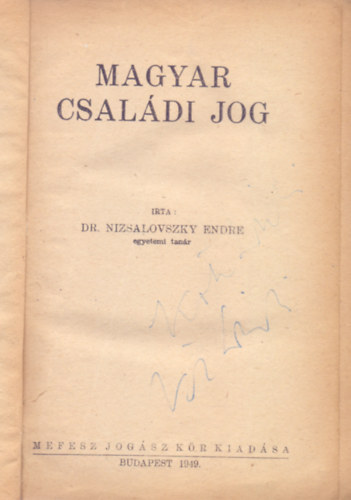 MAGYAR
CSALÁDI JOG
IRTA:
DR. NIZSALOVSZKY ENDRE
egyetemi tanár
MEFESZ JOGÁSZ KÖR KIADÁSA
BUDAPEST 1949.